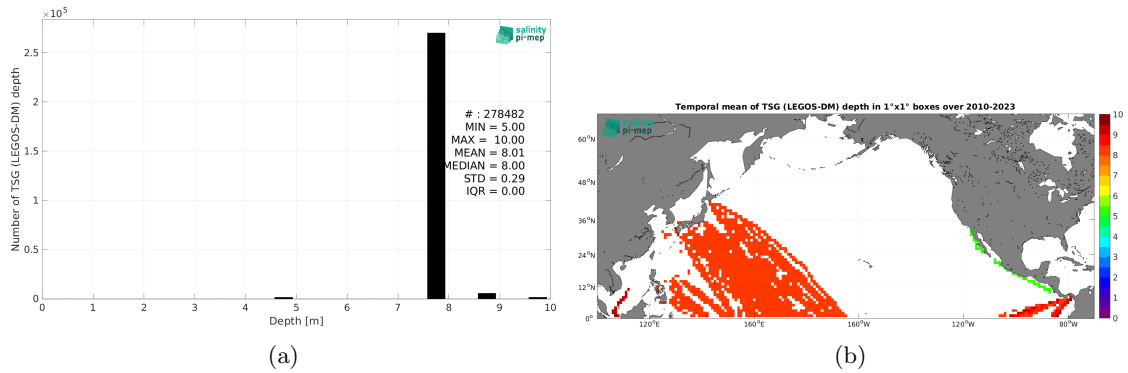 ×10⁵
salinity
pi-mep
Number of TSG (LEGOS-DM) depth
2.5
2
1.5
1
0.5
0
# : 278482
MIN = 5.00
MAX = 10.00
MEAN = 8.01
MEDIAN = 8.00
STD = 0.29
IQR = 0.00
0 1 2 3 4 5 6 7 8 9 10
Depth [m]
(a)
Temporal mean of TSG (LEGOS-DM) depth in 1°x1° boxes over 2010-2023
salinity
pi-mep
60°N
48°N
36°N
24°N
12°N
0°
120°E 160°E 160°W 120°W 80°W
10
9
8
7
6
5
4
3
2
1
0
(b)